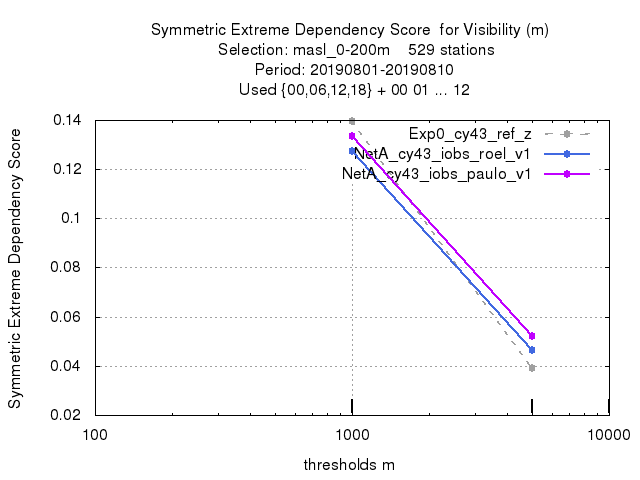 Symmetric Extreme Dependency Score  for Visibility (m)
Selection: masl_0-200m    529 stations
Period: 20190801-20190810
Used {00,06,12,18} + 00 01 ... 12
Symmetric Extreme Dependency Score
0.14
0.12
0.1
0.08
0.06
0.04
0.02
Exp0_cy43_ref_z
NetA_cy43_iobs_roel_v1
NetA_cy43_iobs_paulo_v1
100
1000
10000
thresholds m